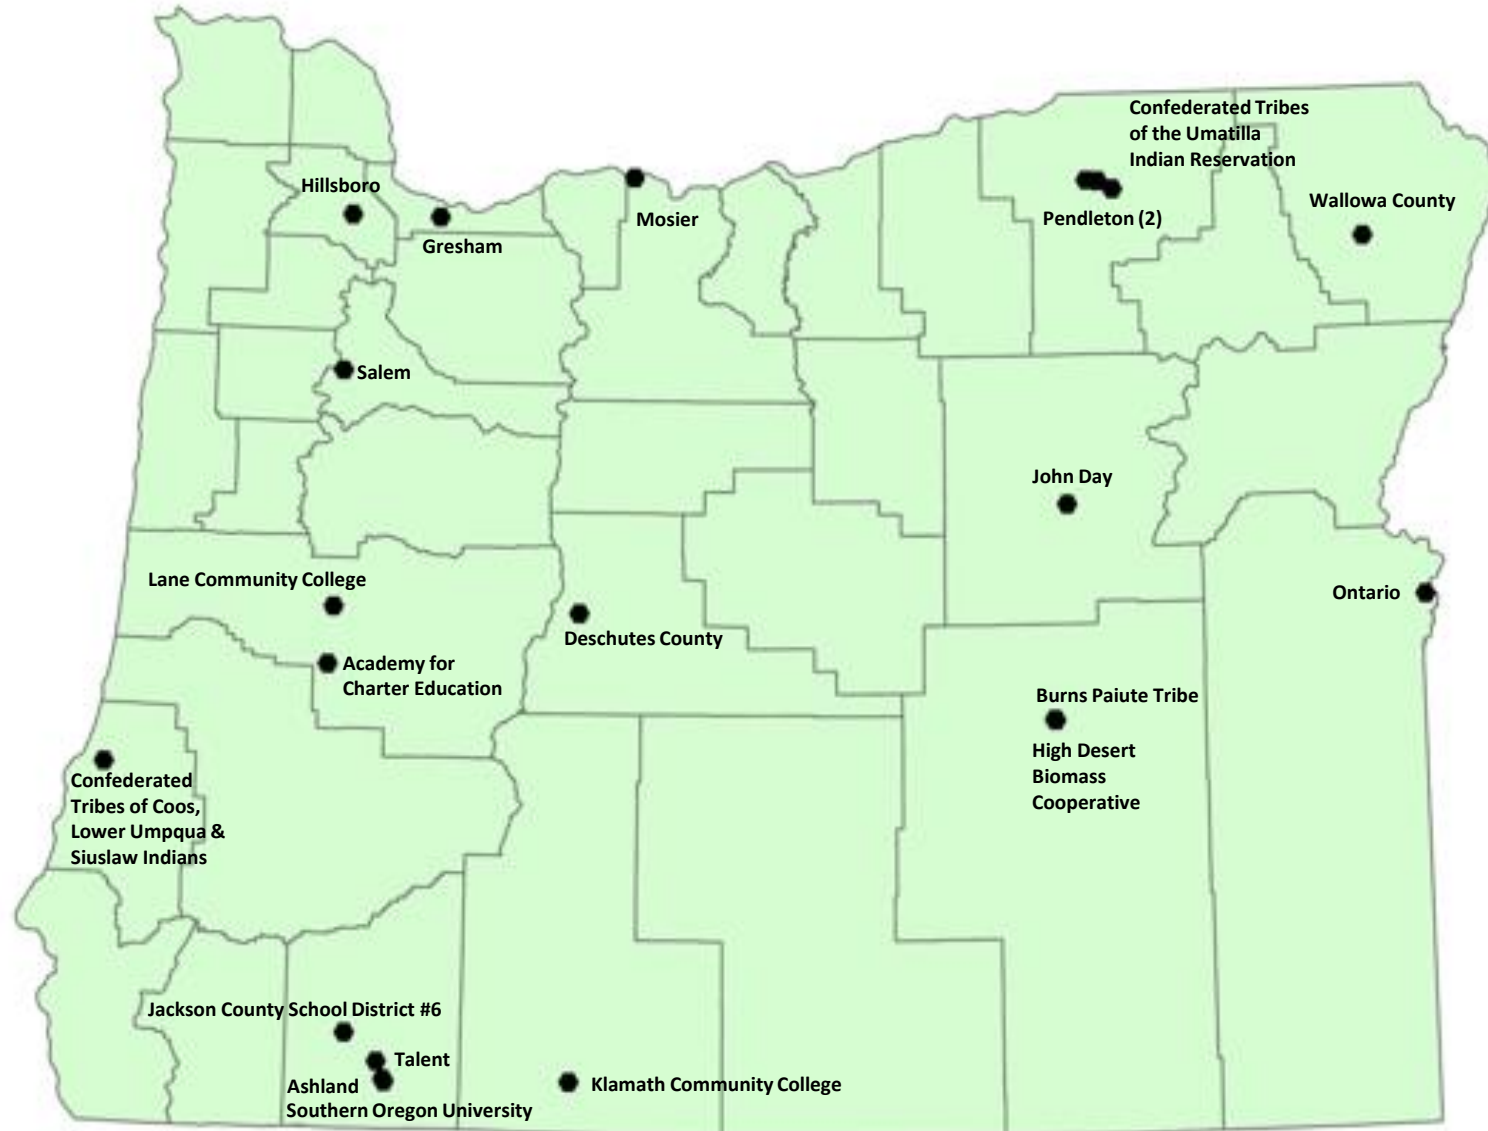 Confederated Tribes
of the Umatilla
Indian Reservation
Hillsboro
Wallowa County
Mosier
Pendleton (2)
Gresham
Salem
John Day
Lane Community College
Ontario
Deschutes County
Academy for
Charter Education
Burns Paiute Tribe
High Desert
Biomass
Cooperative
Confederated
Tribes of Coos,
Lower Umpqua &
Siuslaw Indians
Jackson County School District #6
Talent
Ashland
Southern Oregon University
Klamath Community College